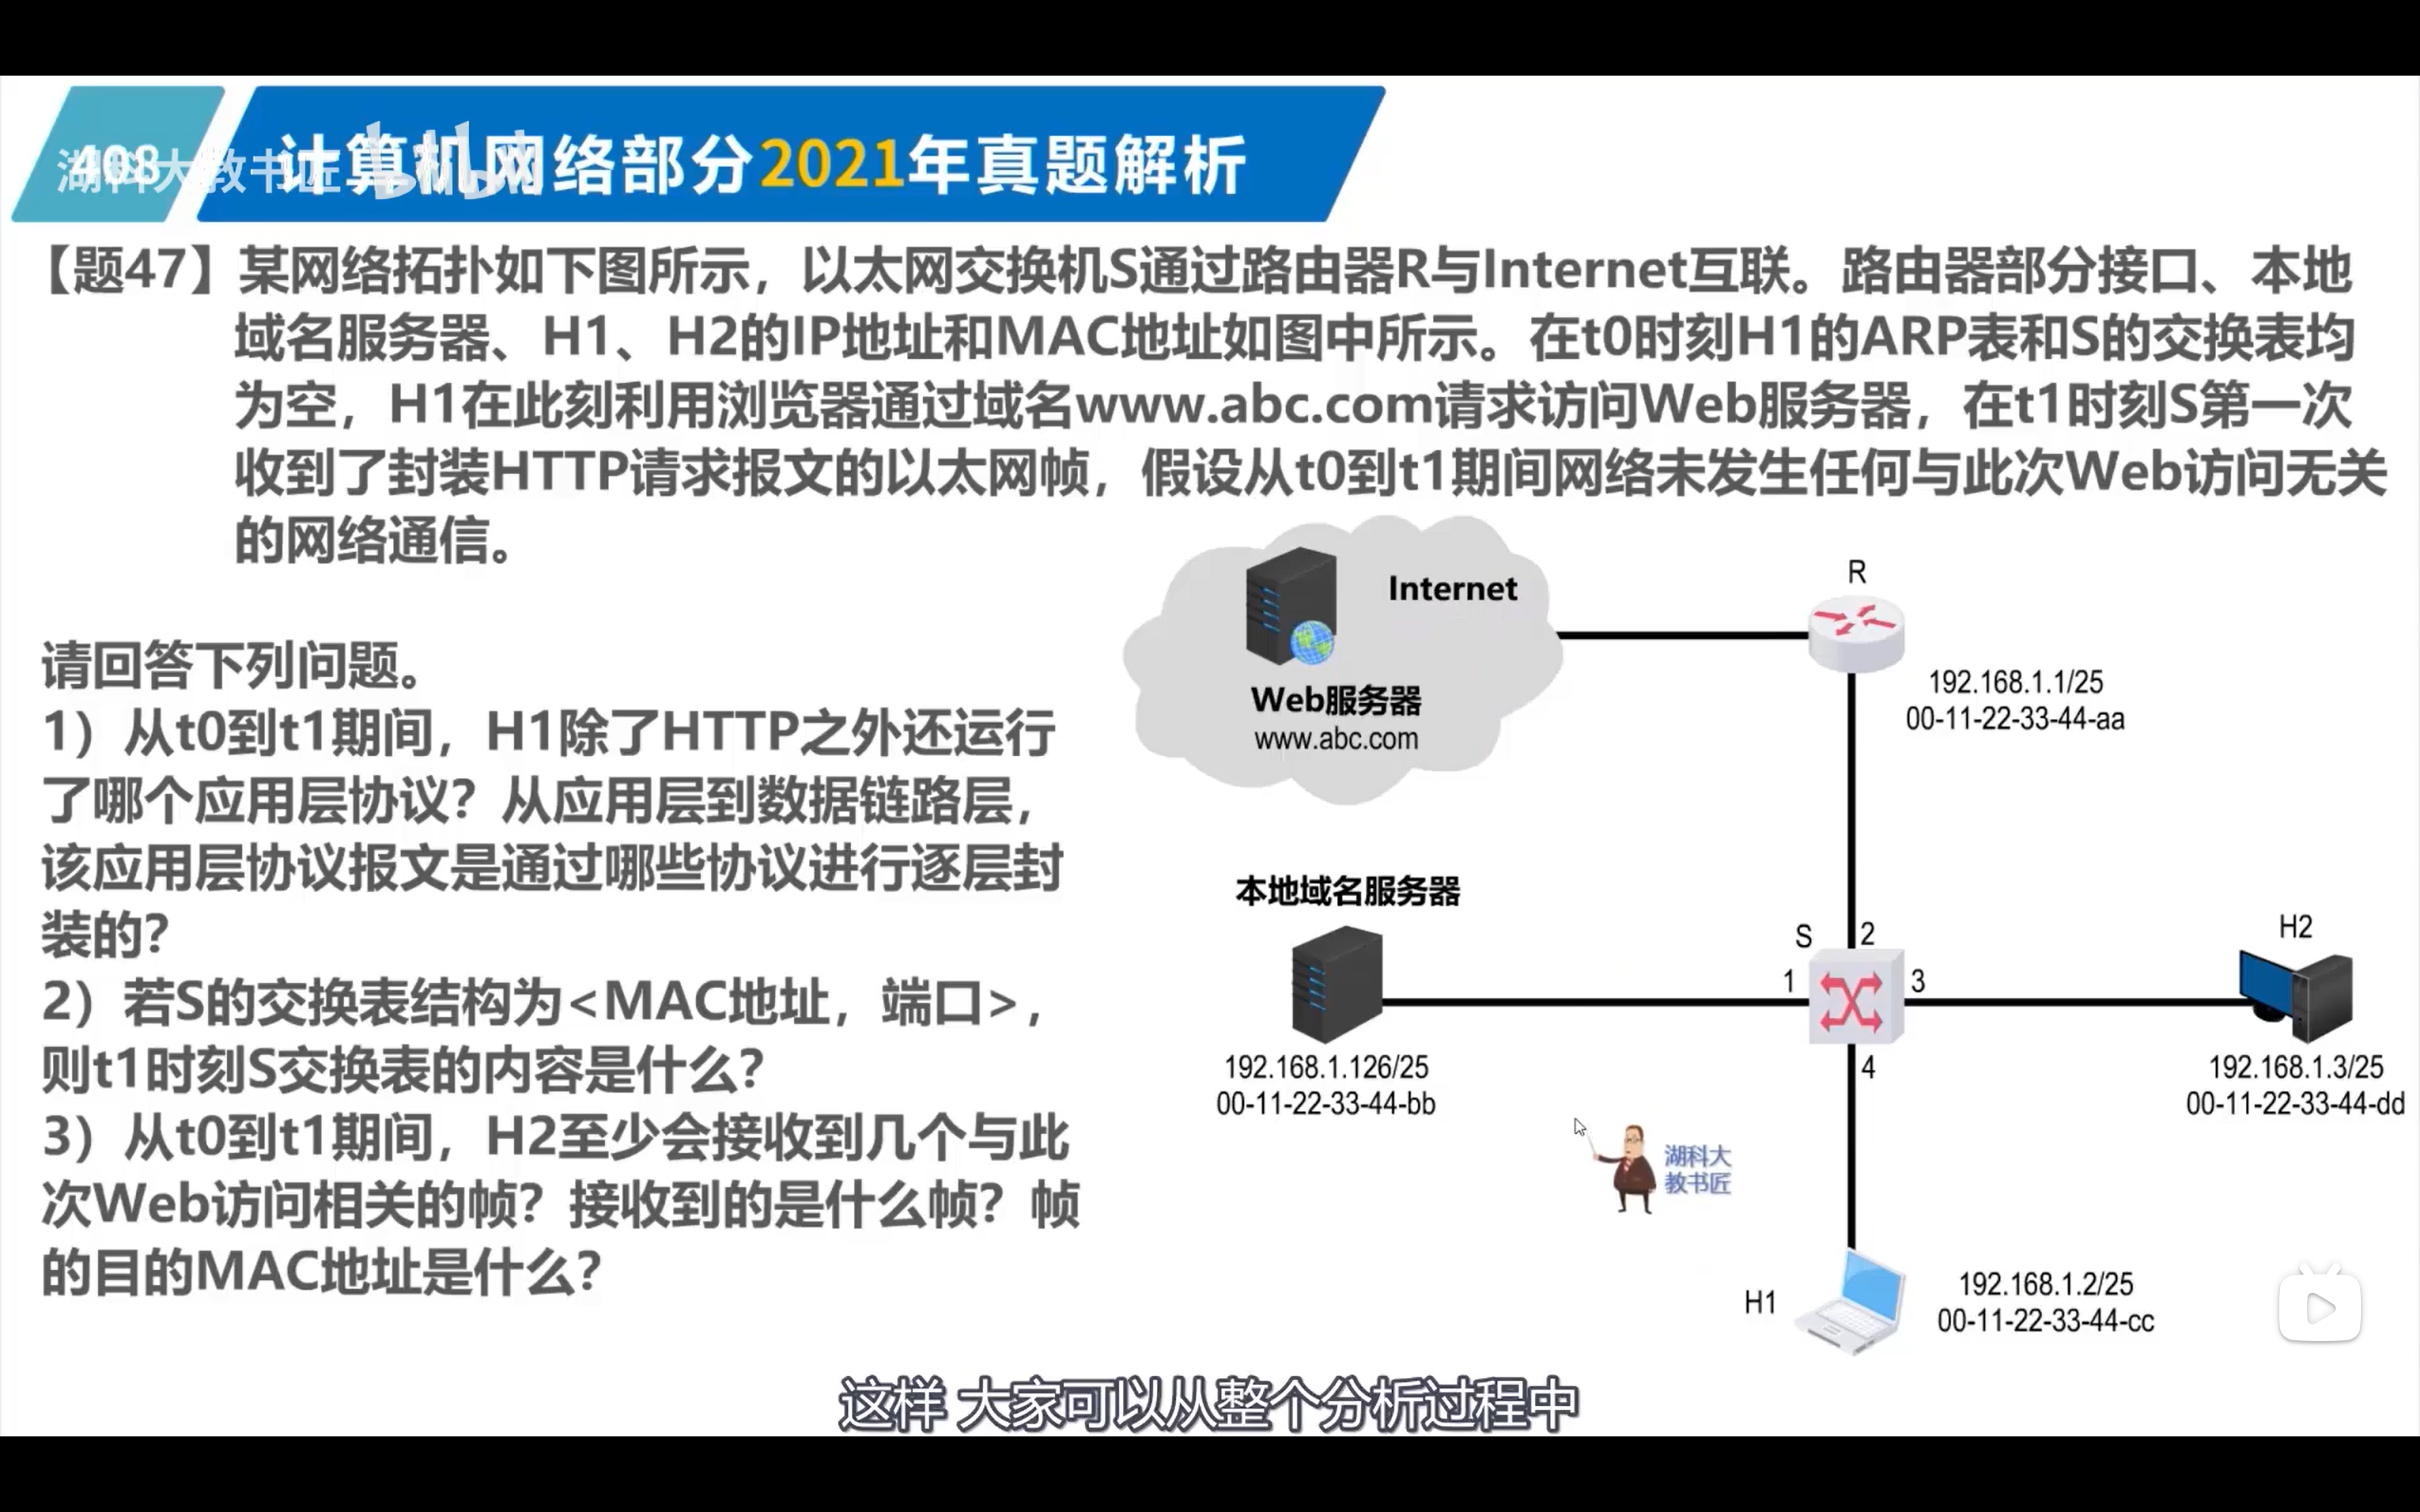 408
湖科大教书匠 bilibili
计算机网络部分2021年真题解析
【题47】某网络拓扑如下图所示，以太网交换机S通过路由器R与Internet互联。路由器部分接口、本地
域名服务器、H1、H2的IP地址和MAC地址如图中所示。在t0时刻H1的ARP表和S的交换表均
为空，H1在此刻利用浏览器通过域名www.abc.com请求访问Web服务器，在t1时刻S第一次
收到了封装HTTP请求报文的以太网帧，假设从t0到t1期间网络未发生任何与此次Web访问无关
的网络通信。
请回答下列问题。
1）从t0到t1期间，H1除了HTTP之外还运行
了哪个应用层协议？从应用层到数据链路层，
该应用层协议报文是通过哪些协议进行逐层封
装的？
2）若S的交换表结构为<MAC地址，端口>，
则t1时刻S交换表的内容是什么？
3）从t0到t1期间，H2至少会接收到几个与此
次Web访问相关的帧？接收到的是什么帧？帧
的目的MAC地址是什么？
Internet
Web服务器
www.abc.com
R
192.168.1.1/25
00-11-22-33-44-aa
本地域名服务器
192.168.1.126/25
00-11-22-33-44-bb
S
2
1
3
4
H2
192.168.1.3/25
00-11-22-33-44-dd
湖科大
教书匠
H1
192.168.1.2/25
00-11-22-33-44-cc
这样 大家可以从整个分析过程中